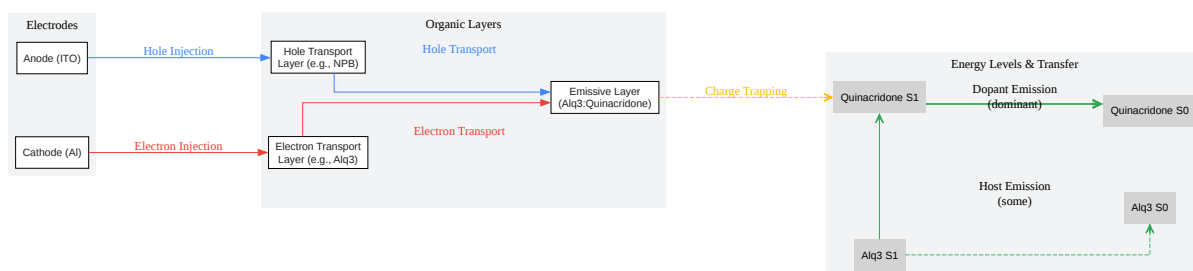 Electrodes
Anode (ITO)
Cathode (Al)
Hole Injection
Electron Injection
Organic Layers
Hole Transport
Layer (e.g., NPB)
Hole Transport
Emissive Layer
(Alq3:Quinacridone)
Electron Transport
Electron Transport
Layer (e.g., Alq3)
Charge Trapping
Energy Levels & Transfer
Quinacridone S1
Dopant Emission
(dominant)
Quinacridone S0
Host Emission
(some)
Alq3 S0
Alq3 S1